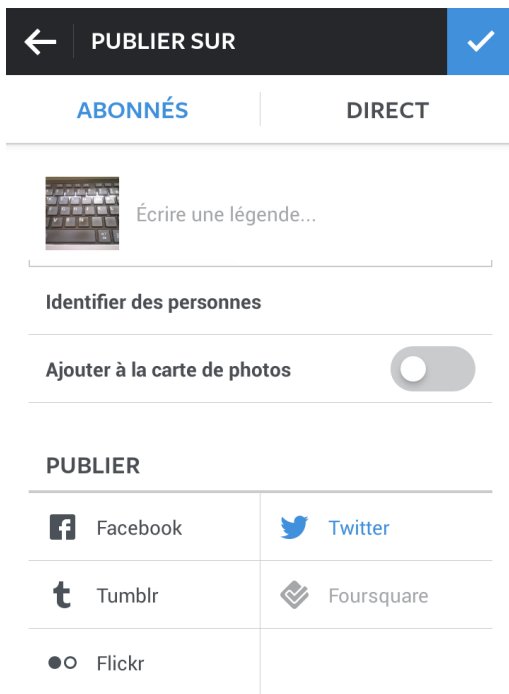 PUBLIER SUR
ABONNÉS DIRECT
Écrire une légende...
Identifier des personnes
Ajouter à la carte de photos
PUBLIER
Facebook Twitter
Tumblr Foursquare
Flickr